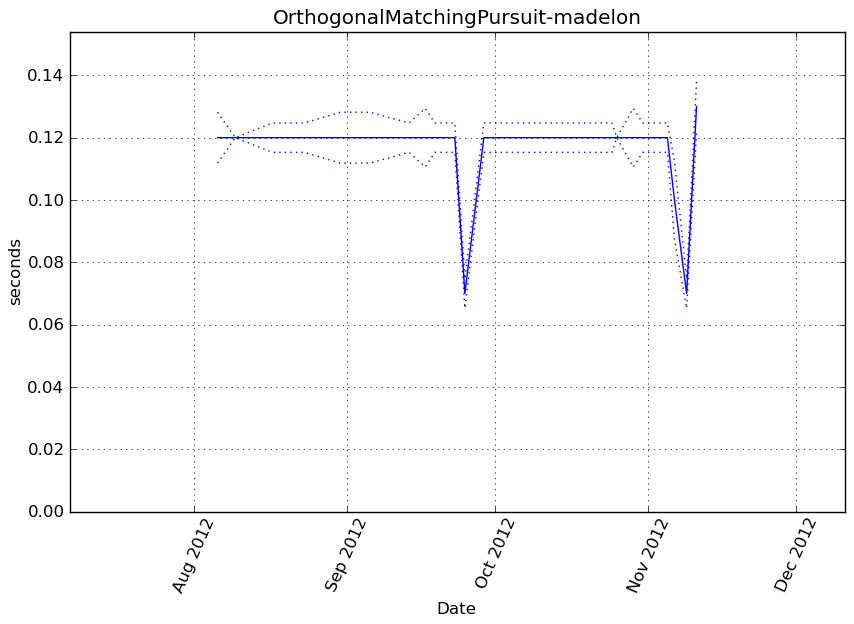 OrthogonalMatchingPursuit-madelon
0.14
0.12
0.10
0.08
0.06
0.04
0.02
0.00
seconds
Aug 2012
Sep 2012
Oct 2012
Nov 2012
Dec 2012
Date